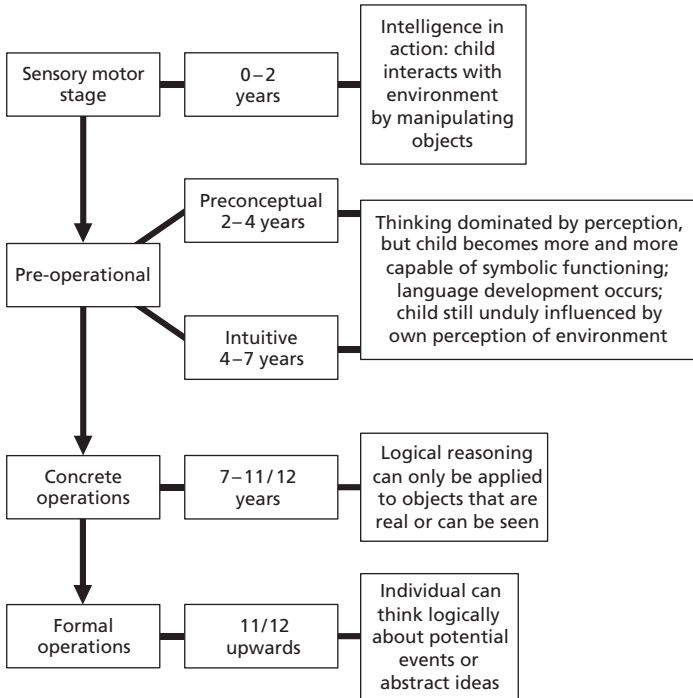 Sensory motor
stage
0–2
years
Intelligence in
action: child
interacts with
environment
by manipulating
objects
Pre-operational
Preconceptual
2–4 years
Intuitive
4–7 years
Thinking dominated by perception,
but child becomes more and more
capable of symbolic functioning;
language development occurs;
child still unduly influenced by
own perception of environment
Concrete
operations
7–11/12
years
Logical reasoning
can only be applied
to objects that are
real or can be seen
Formal
operations
11/12
upwards
Individual can
think logically
about potential
events or
abstract ideas